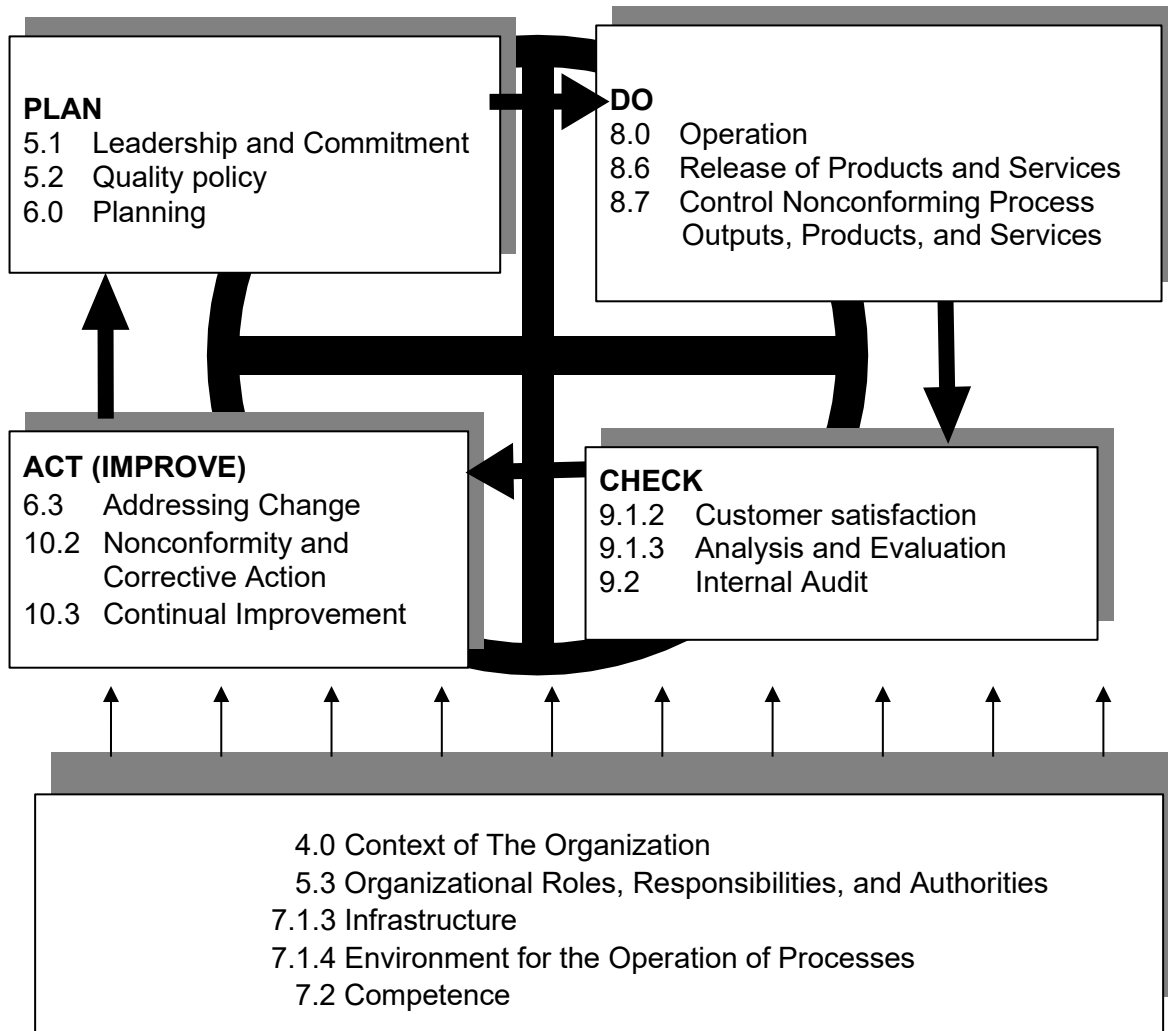 PLAN
5.1 Leadership and Commitment
5.2 Quality policy
6.0 Planning
DO
8.0 Operation
8.6 Release of Products and Services
8.7 Control Nonconforming Process
Outputs, Products, and Services
ACT (IMPROVE)
6.3 Addressing Change
10.2 Nonconformity and
Corrective Action
10.3 Continual Improvement
CHECK
9.1.2 Customer satisfaction
9.1.3 Analysis and Evaluation
9.2 Internal Audit
4.0 Context of The Organization
5.3 Organizational Roles, Responsibilities, and Authorities
7.1.3 Infrastructure
7.1.4 Environment for the Operation of Processes
7.2 Competence